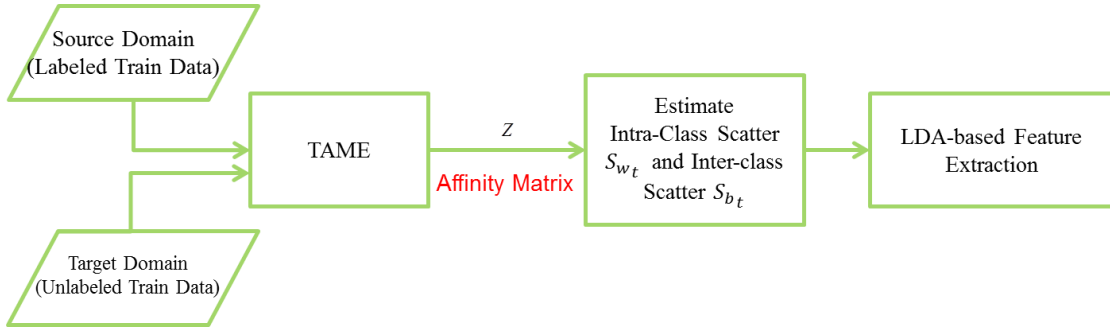 Source Domain
(Labeled Train Data)
TAME
Z
Affinity Matrix
Estimate
Intra-Class Scatter
S_{w_t} and Inter-class
Scatter S_{b_t}
LDA-based Feature
Extraction
Target Domain
(Unlabeled Train Data)